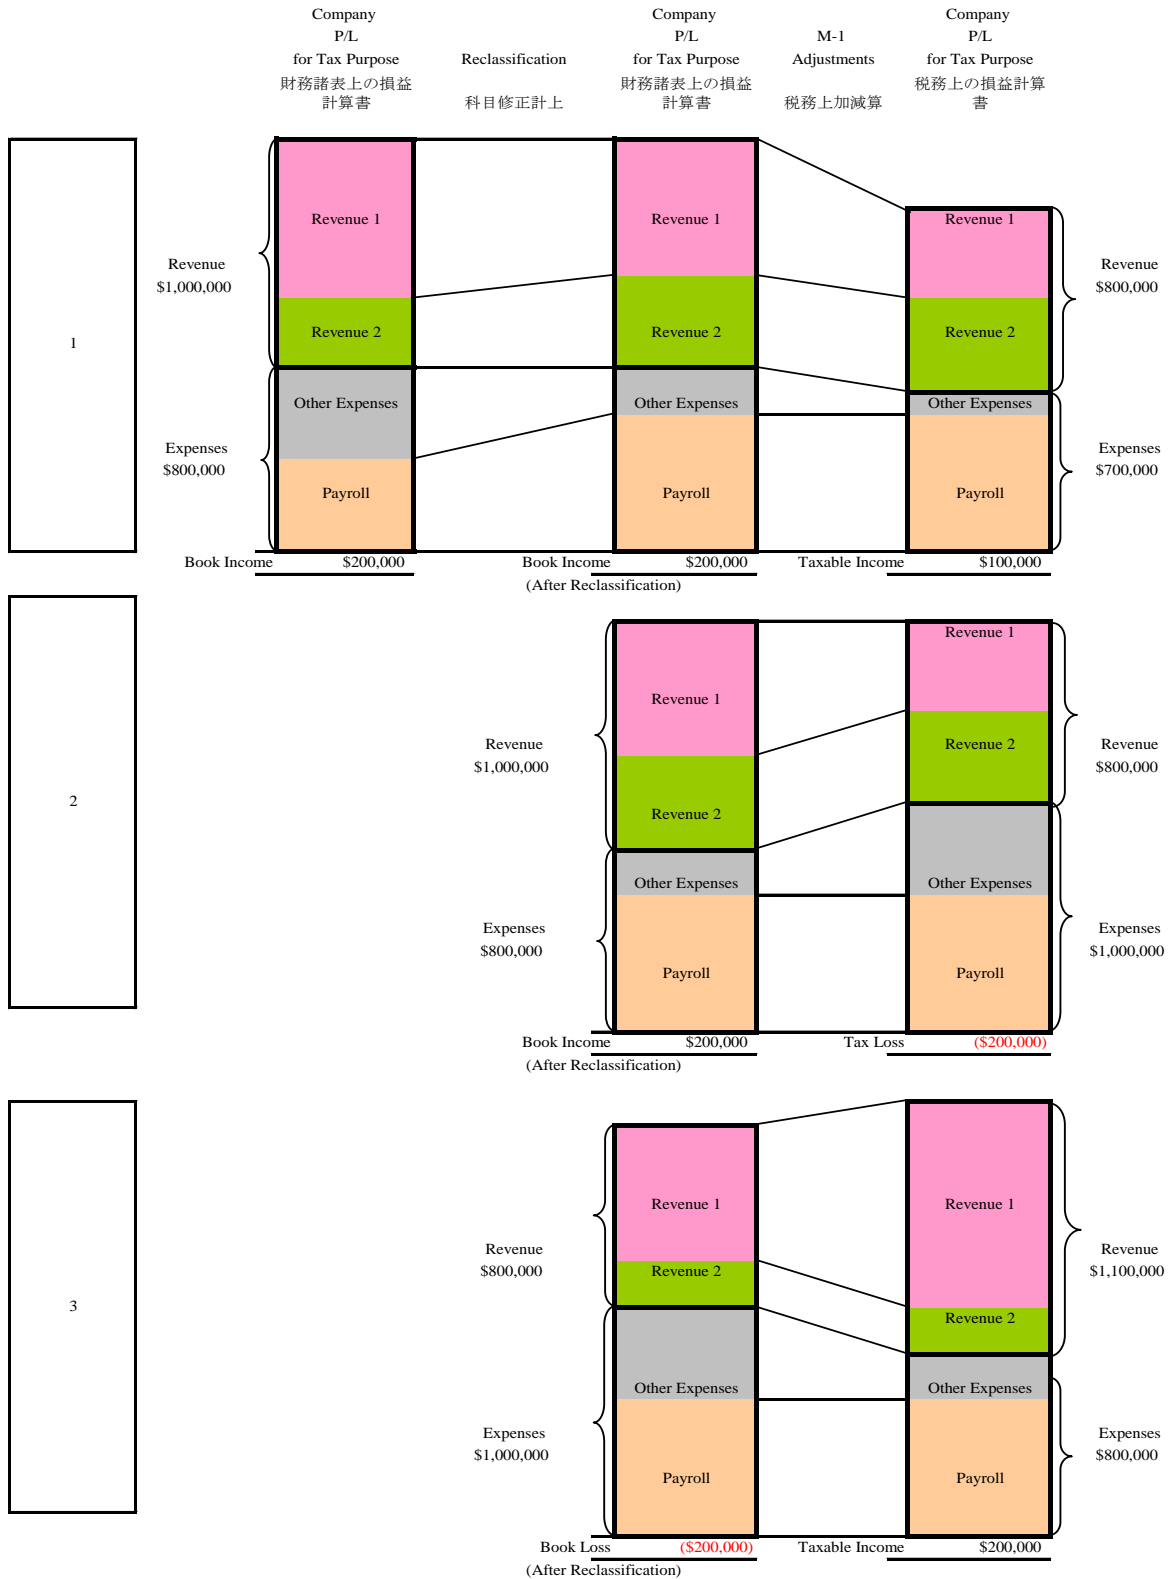 Company
P/L
for Tax Purpose
財務諸表上の損益
計算書
Reclassification
科目修正計上
Company
P/L
for Tax Purpose
財務諸表上の損益
計算書
M-1
Adjustments
税務上加減算
Company
P/L
for Tax Purpose
税務上の損益計算
書
1
Revenue
$1,000,000
Expenses
$800,000
Revenue 1
Revenue 2
Other Expenses
Payroll
Revenue 1
Revenue 2
Other Expenses
Payroll
Revenue 1
Revenue 2
Other Expenses
Payroll
Revenue
$800,000
Expenses
$700,000
Book Income $200,000
Book Income $200,000
(After Reclassification)
Taxable Income $100,000
2
Revenue
$1,000,000
Expenses
$800,000
Revenue 1
Revenue 2
Other Expenses
Payroll
Revenue 1
Revenue 2
Other Expenses
Payroll
Revenue
$800,000
Expenses
$1,000,000
Book Income $200,000
(After Reclassification)
Tax Loss ($200,000)
3
Revenue
$800,000
Expenses
$1,000,000
Revenue 1
Revenue 2
Other Expenses
Payroll
Revenue 1
Revenue 2
Other Expenses
Payroll
Revenue
$1,100,000
Expenses
$800,000
Book Loss ($200,000)
(After Reclassification)
Taxable Income $200,000